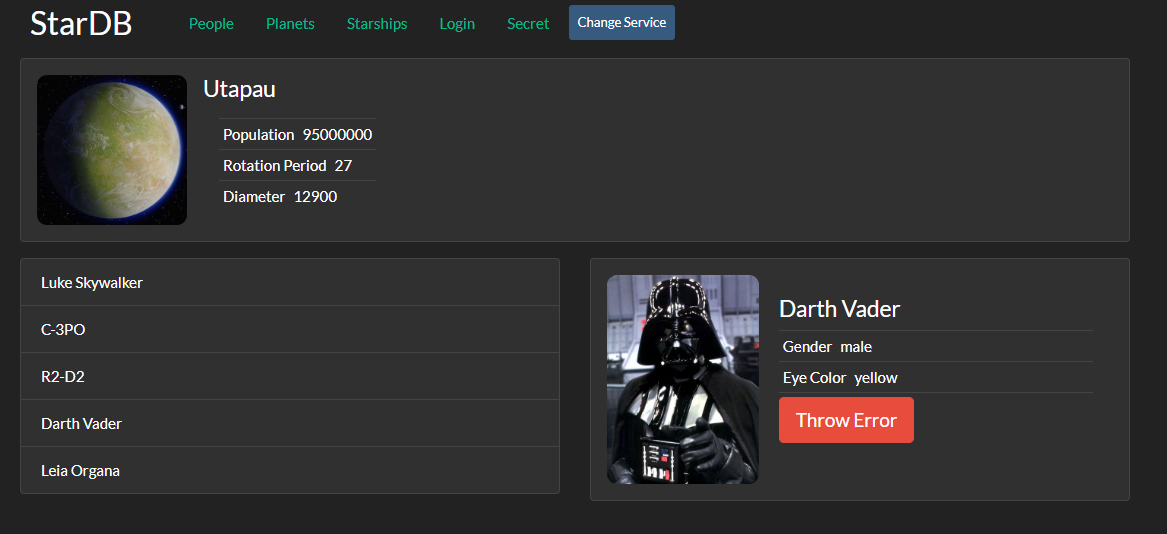 StarDB People Planets Starships Login Secret Change Service
Utapau
Population 95000000
Rotation Period 27
Diameter 12900
Luke Skywalker
C-3PO
R2-D2
Darth Vader
Leia Organa
Darth Vader
Gender male
Eye Color yellow
Throw Error